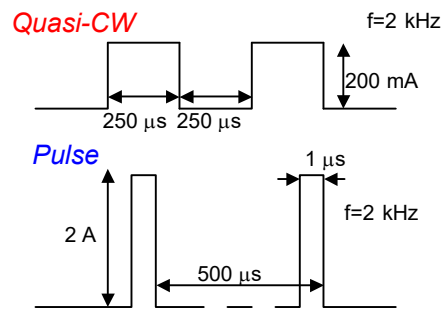 Quasi-CW
f=2 kHz
200 mA
250 μs 250 μs
Pulse
1 μs
2 A
f=2 kHz
500 μs